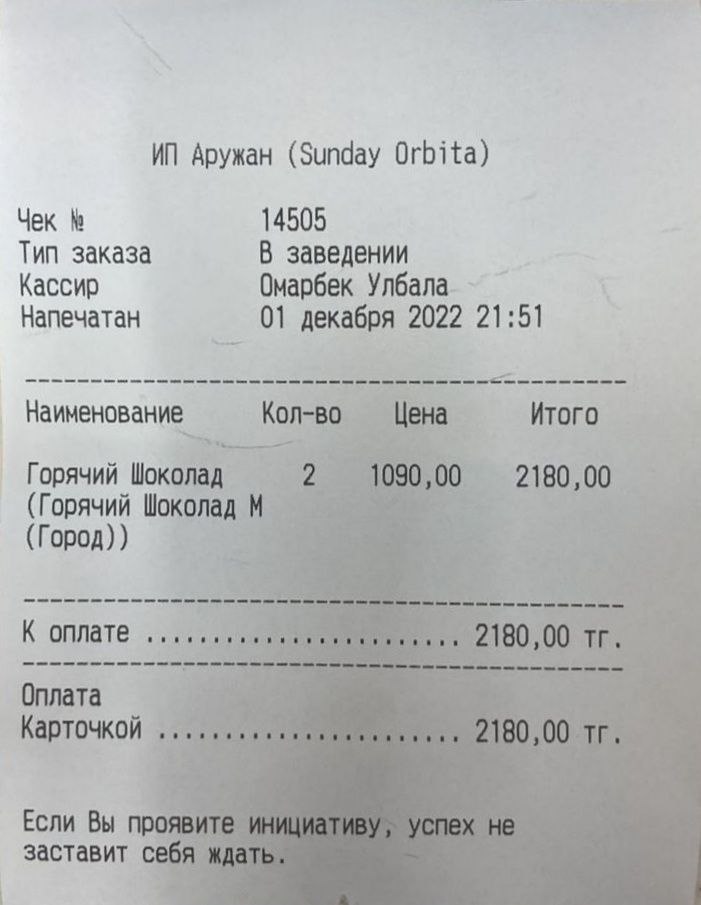 ИП Аружан (Sunday Orbita)
Чек № 14505
Тип заказа В заведении
Кассир Омарбек Улбала
Напечатан 01 декабря 2022 21:51
Наименование Кол-во Цена Итого
Горячий Шоколад 2 1090,00 2180,00
(Горячий Шоколад М
(Город))
К оплате ........................ 2180,00 тг.
Оплата
Карточкой ....................... 2180,00 тг.
Если Вы проявите инициативу, успех не
заставит себя ждать.